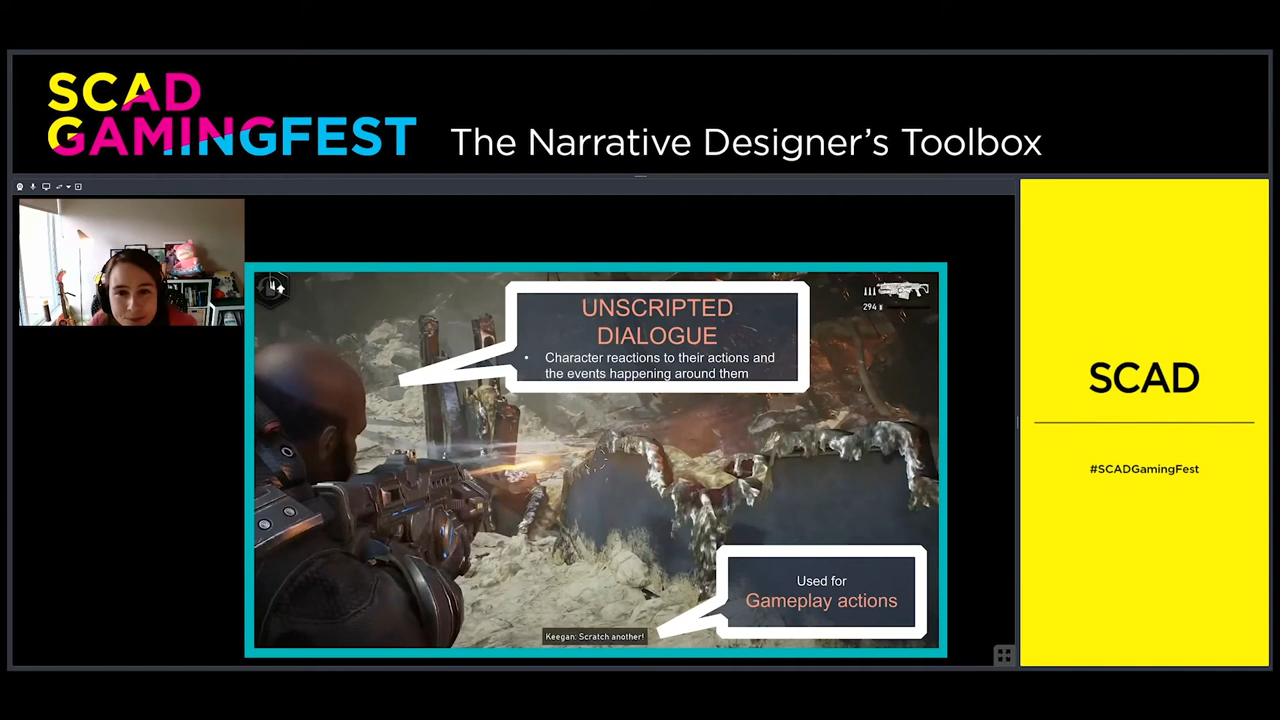 SCAD
GAMINGFEST
The Narrative Designer's Toolbox
UNSCRIPTED
DIALOGUE
• Character reactions to their actions and
the events happening around them
294
SCAD
#SCADGamingFest
Used for
Gameplay actions
Keegan: Scratch another!